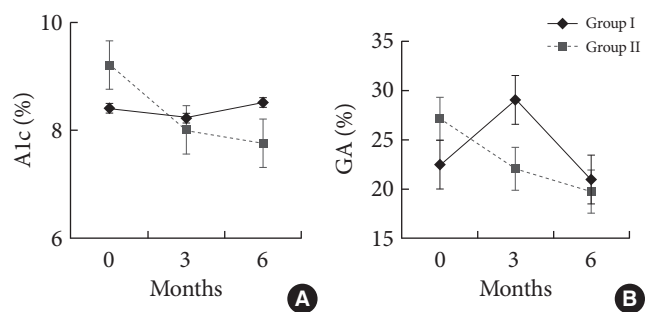 10
8
6
A1c (%)
0 3 6
Months
A
Group I
Group II
35
30
25
20
15
GA (%)
0 3 6
Months
B